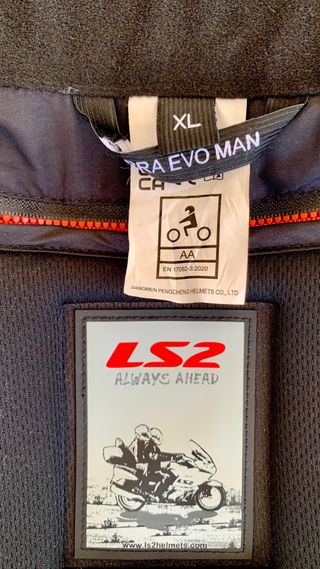 XL
RA EVO MAN
AA
EN 17092-3:2020
JIANGMEN PENGCHENG HELMETS CO., LTD
LS2
ALWAYS AHEAD
www.ls2helmets.com